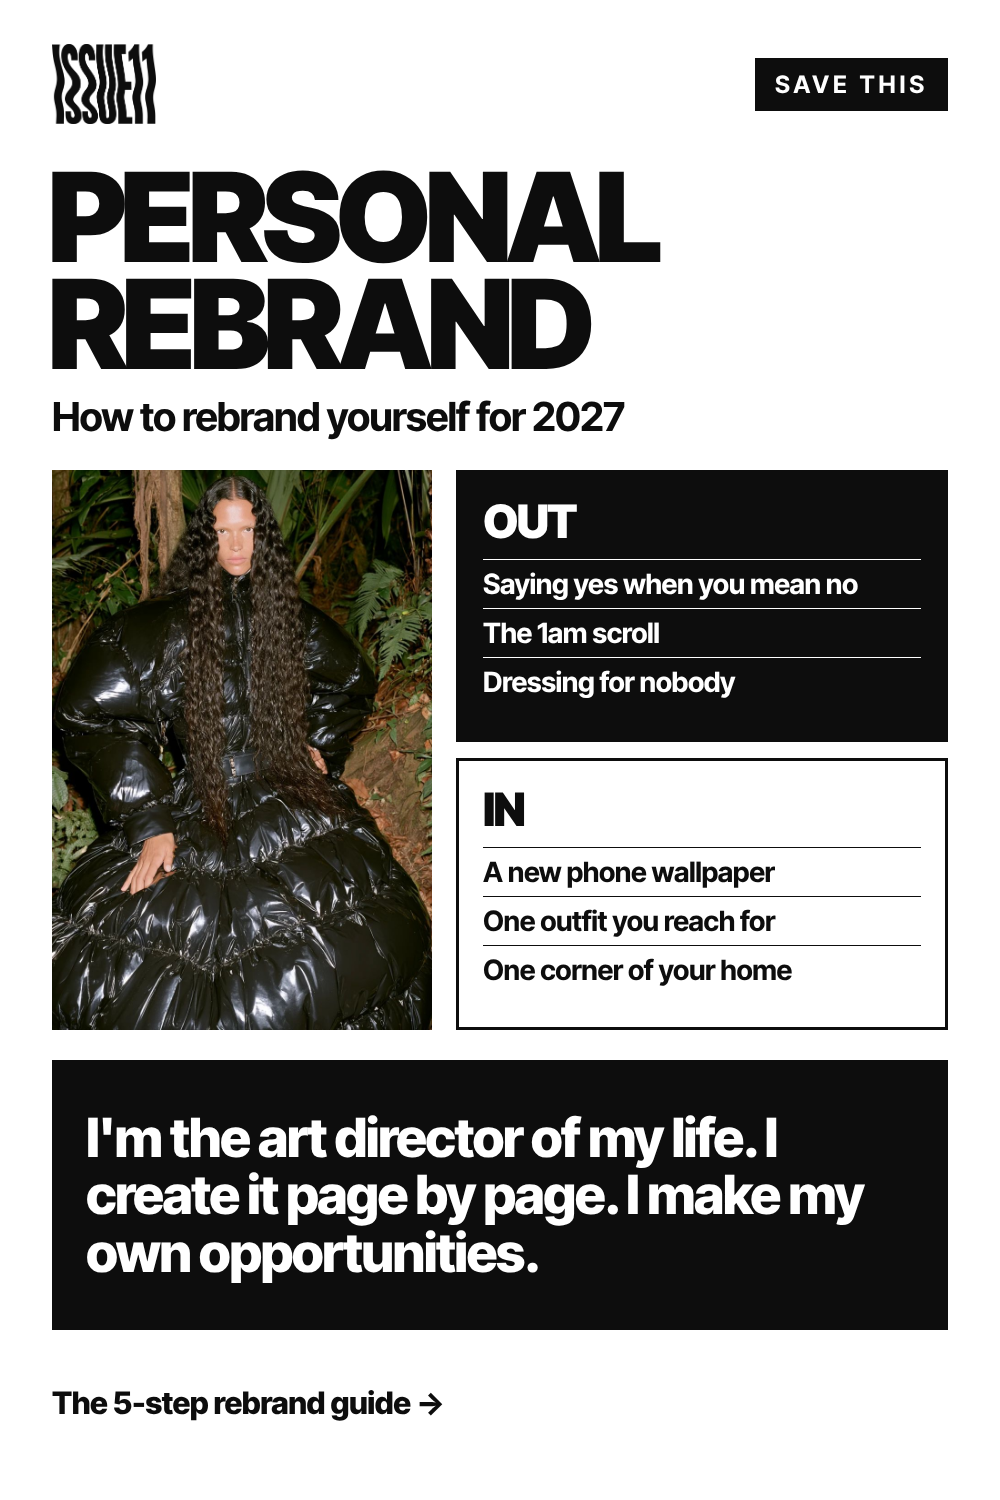 ISSUE11
SAVE THIS
PERSONAL
REBRAND
How to rebrand yourself for 2027
OUT
Saying yes when you mean no
The 1am scroll
Dressing for nobody
IN
A new phone wallpaper
One outfit you reach for
One corner of your home
I'm the art director of my life. I
create it page by page. I make my
own opportunities.
The 5-step rebrand guide →